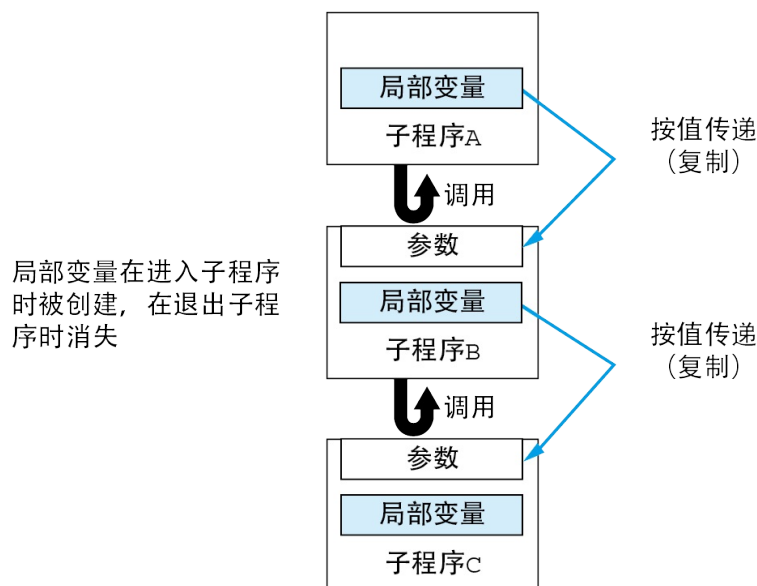 局部变量
子程序A
按值传递
（复制）
调用
参数
局部变量在进入子程序
时被创建，在退出子程
序时消失
局部变量
子程序B
按值传递
（复制）
调用
参数
局部变量
子程序C